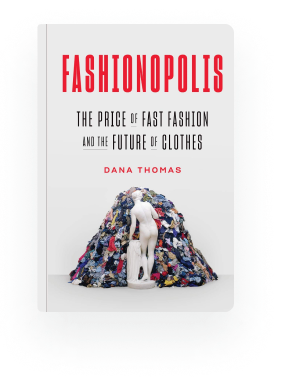 FASHIONOPOLIS
THE PRICE OF FAST FASHION
AND THE FUTURE OF CLOTHES
DANA THOMAS